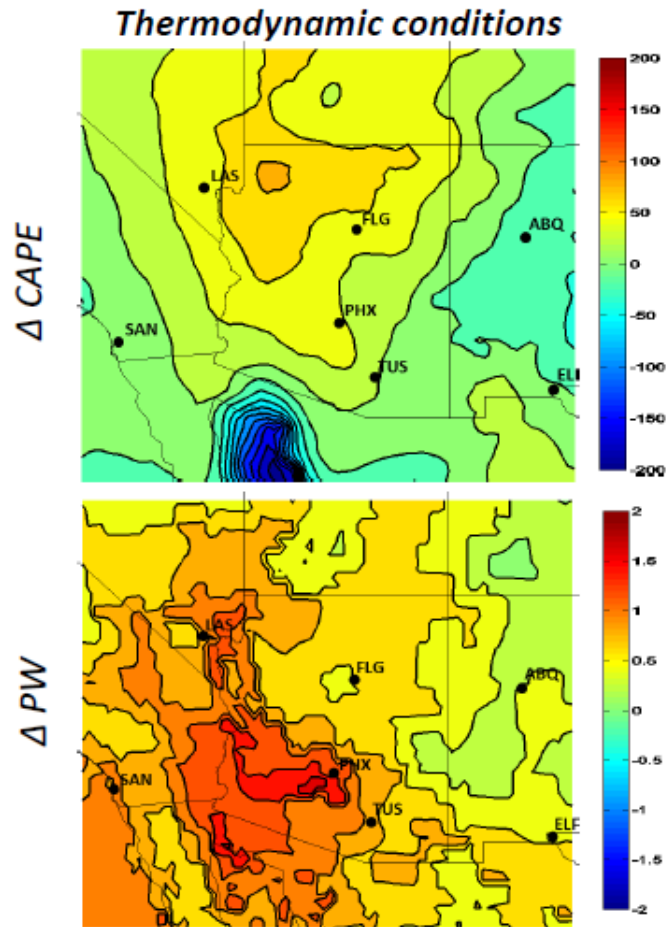 Thermodynamic conditions
Δ CAPE
LAS
FLG
ABQ
PHX
SAN
TUS
ELI
200
150
100
50
0
-50
-100
-150
-200
Δ PW
LAS
FLG
ABQ
PHX
SAN
TUS
ELF
2
1.5
1
0.5
0
-0.5
-1
-1.5
-2